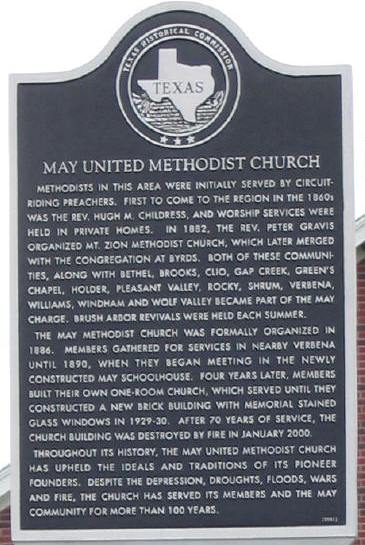 TEXAS HISTORICAL COMMISSION
TEXAS
MAY UNITED METHODIST CHURCH
METHODISTS IN THIS AREA WERE INITIALLY SERVED BY CIRCUIT-
RIDING PREACHERS. FIRST TO COME TO THE REGION IN THE 1860s
WAS THE REV. HUGH M. CHILDRESS, AND WORSHIP SERVICES WERE
HELD IN PRIVATE HOMES. IN 1882, THE REV. PETER GRAVIS
ORGANIZED MT. ZION METHODIST CHURCH, WHICH LATER MERGED
WITH THE CONGREGATION AT BYRDS. BOTH OF THESE COMMUNI-
TIES, ALONG WITH BETHEL, BROOKS, CLIO, GAP CREEK, GREEN'S
CHAPEL, HOLDER, PLEASANT VALLEY, ROCKY, SHRUM, VERBENA,
WILLIAMS, WINDHAM AND WOLF VALLEY BECAME PART OF THE MAY
CHARGE. BRUSH ARBOR REVIVALS WERE HELD EACH SUMMER.
THE MAY METHODIST CHURCH WAS FORMALLY ORGANIZED IN
1886. MEMBERS GATHERED FOR SERVICES IN NEARBY VERBENA
UNTIL 1890, WHEN THEY BEGAN MEETING IN THE NEWLY
CONSTRUCTED MAY SCHOOLHOUSE. FOUR YEARS LATER, MEMBERS
BUILT THEIR OWN ONE-ROOM CHURCH, WHICH SERVED UNTIL THEY
CONSTRUCTED A NEW BRICK BUILDING WITH MEMORIAL STAINED
GLASS WINDOWS IN 1929-30. AFTER 70 YEARS OF SERVICE, THE
CHURCH BUILDING WAS DESTROYED BY FIRE IN JANUARY 2000.
THROUGHOUT ITS HISTORY, THE MAY UNITED METHODIST CHURCH
HAS UPHELD THE IDEALS AND TRADITIONS OF ITS PIONEER
FOUNDERS. DESPITE THE DEPRESSION, DROUGHTS, FLOODS, WARS
AND FIRE, THE CHURCH HAS SERVED ITS MEMBERS AND THE MAY
COMMUNITY FOR MORE THAN 100 YEARS.